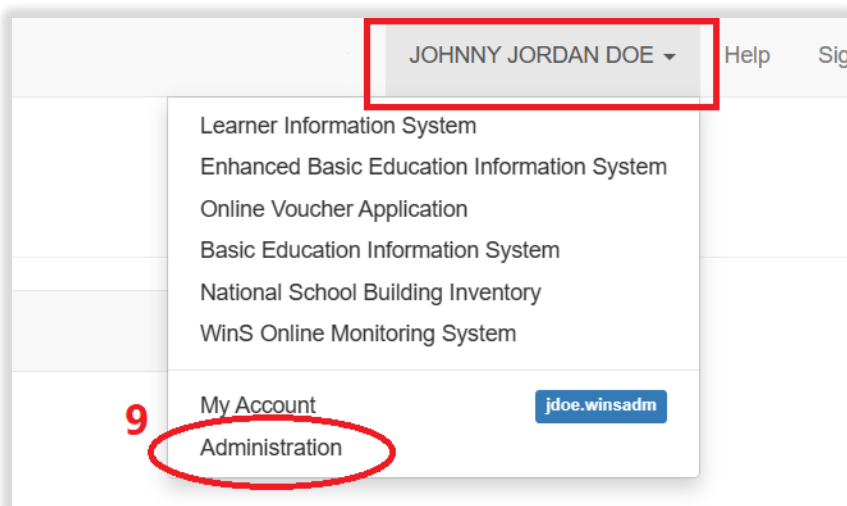 JOHNNY JORDAN DOE Help
Learner Information System
Enhanced Basic Education Information System
Online Voucher Application
Basic Education Information System
National School Building Inventory
WinS Online Monitoring System
9 My Account jdoe.winsadm
Administration